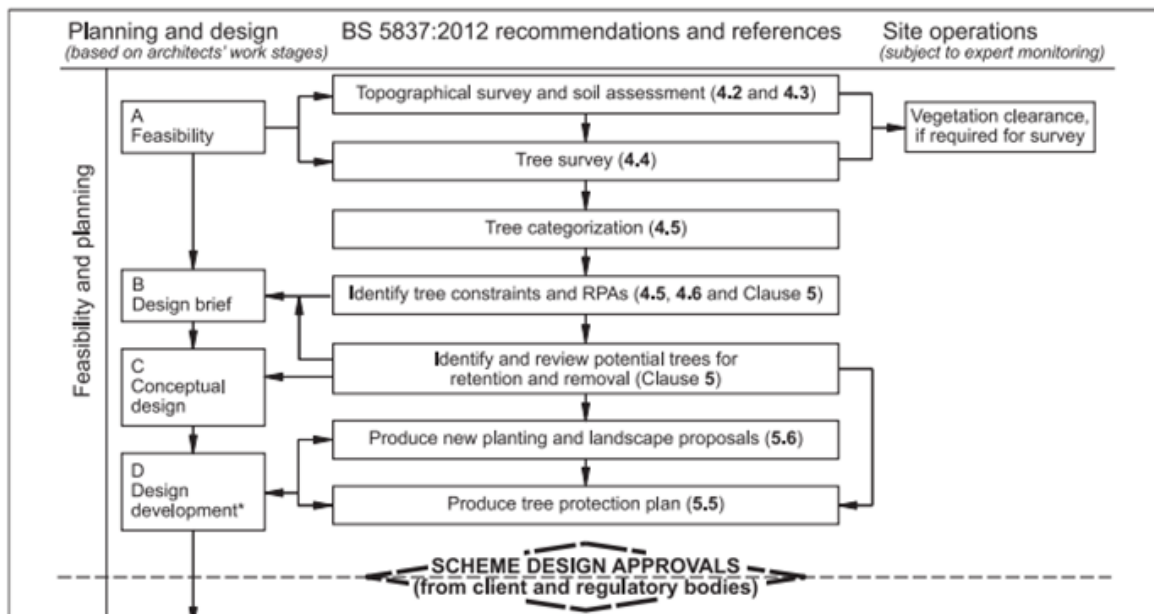 Planning and design
(based on architects' work stages)
BS 5837:2012 recommendations and references
Site operations
(subject to expert monitoring)
Feasibility and planning
A
Feasibility
Topographical survey and soil assessment (4.2 and 4.3)
Vegetation clearance,
if required for survey
Tree survey (4.4)
Tree categorization (4.5)
B
Design brief
Identify tree constraints and RPAs (4.5, 4.6 and Clause 5)
C
Conceptual
design
Identify and review potential trees for
retention and removal (Clause 5)
Produce new planting and landscape proposals (5.6)
D
Design
development*
Produce tree protection plan (5.5)
SCHEME DESIGN APPROVALS
(from client and regulatory bodies)